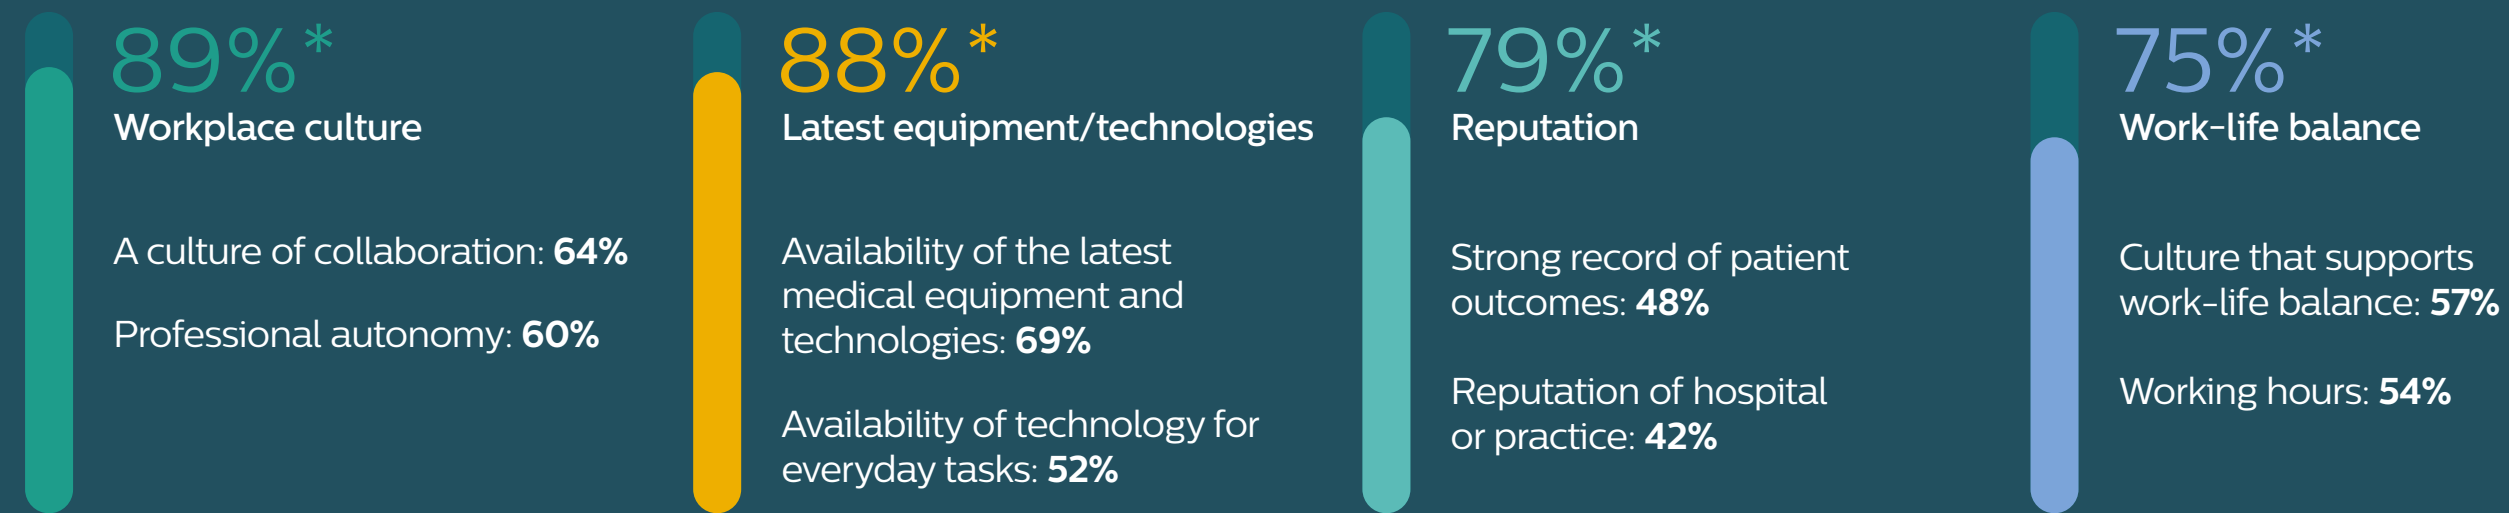 89%*
Workplace culture
A culture of collaboration: 64%
Professional autonomy: 60%
88%*
Latest equipment/technologies
Availability of the latest
medical equipment and
technologies: 69%
Availability of technology for
everyday tasks: 52%
79%*
Reputation
Strong record of patient
outcomes: 48%
Reputation of hospital
or practice: 42%
75%*
Work-life balance
Culture that supports
work-life balance: 57%
Working hours: 54%